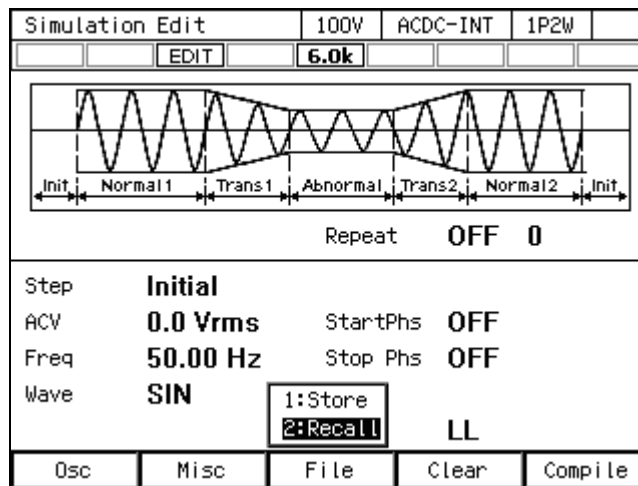 Simulation Edit 100V ACDC-INT 1P2W
EDIT 6.0k
Init Normal1 Trans1 Abnormal Trans2 Normal2 Init
Repeat OFF 0
Step Initial
ACV 0.0 Vrms StartPhs OFF
Freq 50.00 Hz Stop Phs OFF
Wave SIN
1:Store
2:Recall LL
Osc Misc File Clear Compile